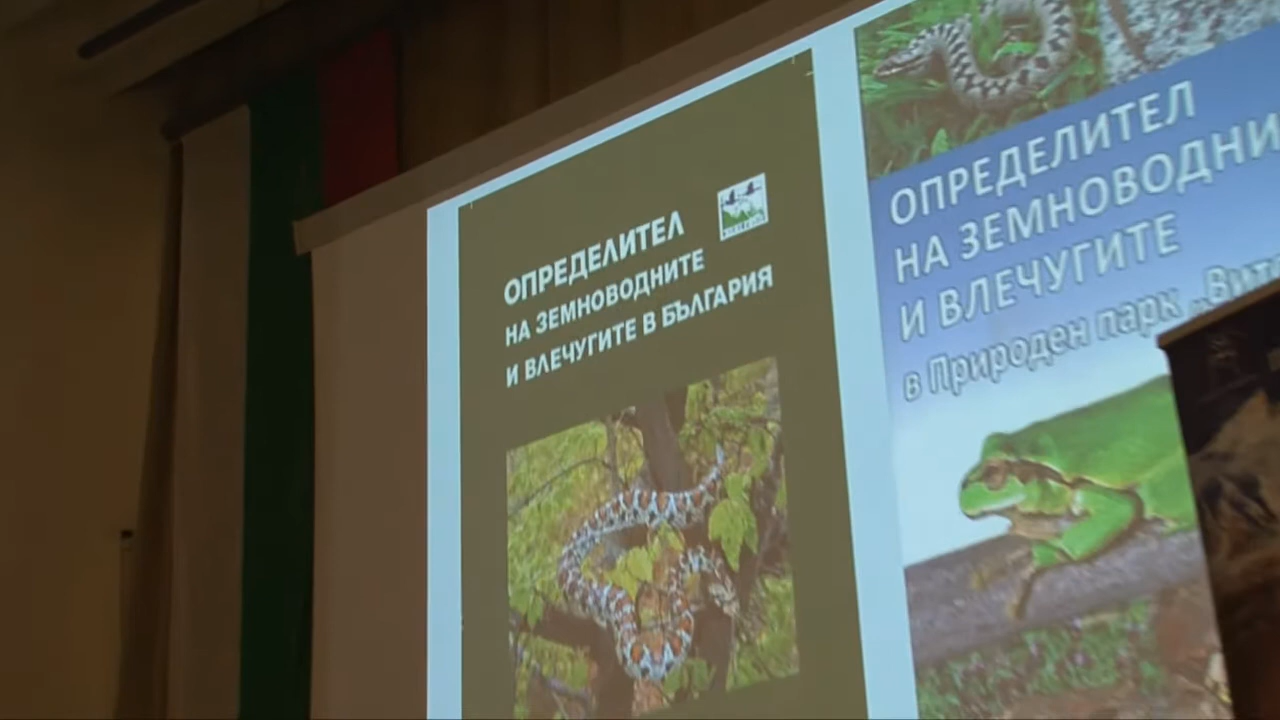 ОПРЕДЕЛИТЕЛ
НА ЗЕМНОВОДНИТЕ
И ВЛЕЧУГИТЕ В БЪЛГАРИЯ
ОПРЕДЕЛИТЕЛ
НА ЗЕМНОВОДНИ
И ВЛЕЧУГИТЕ
в Природен парк